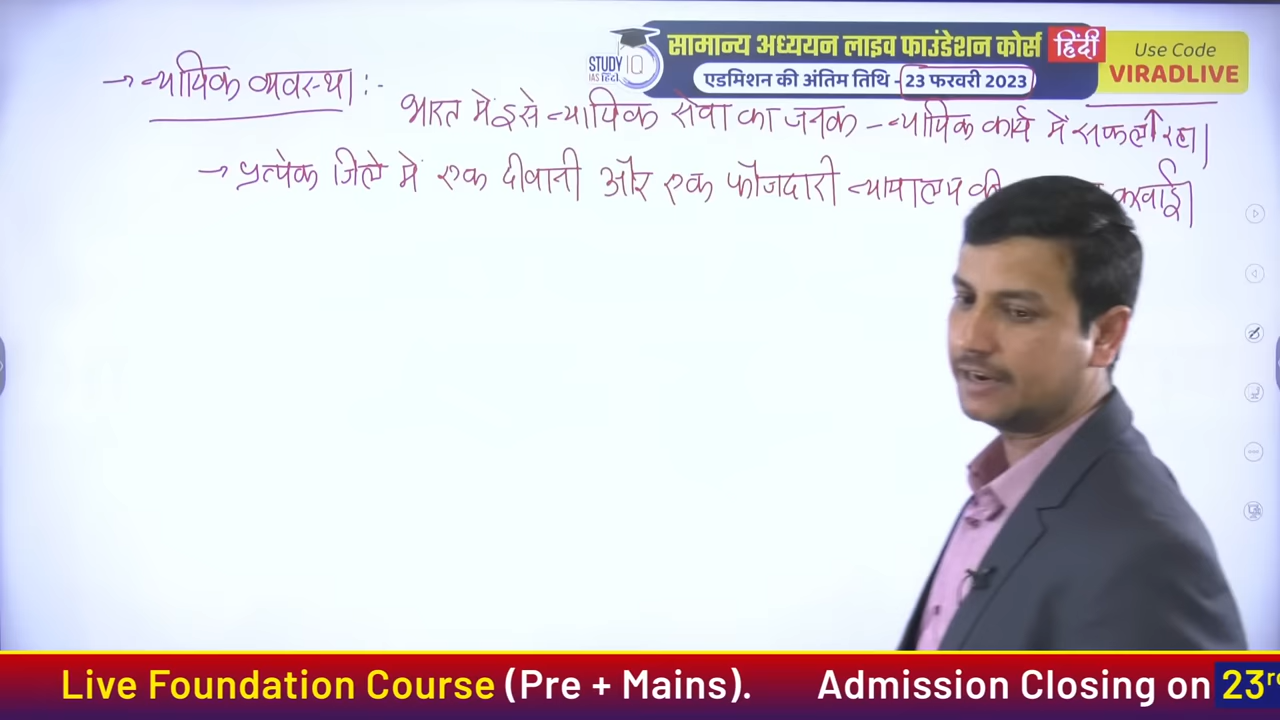 सामान्य अध्ययन लाइव फाउंडेशन कोर्स हिंदी
STUDY IQ
IAS हिंदी
एडमिशन की अंतिम तिथि - 23 फरवरी 2023
Use Code
VIRADLIVE
→ न्यायिक व्यवस्था :-
भारत में इसे न्यायिक सेवा का जनक - न्यायिक कार्य में सफल रहा।
→ प्रत्येक जिले में एक दीवानी और एक फौजदारी न्यायालय की करवाई।
Live Foundation Course (Pre + Mains). Admission Closing on 23